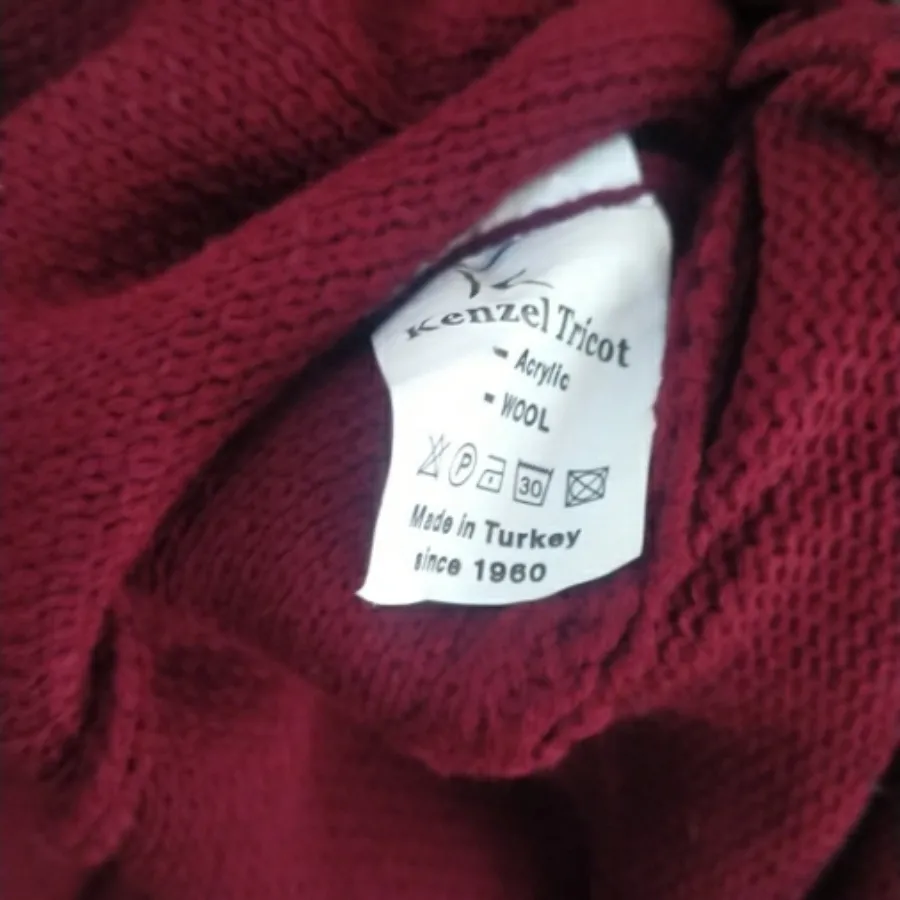 Kenzel Tricot
- Acrylic
- WOOL
P 30
Made in Turkey
since 1960